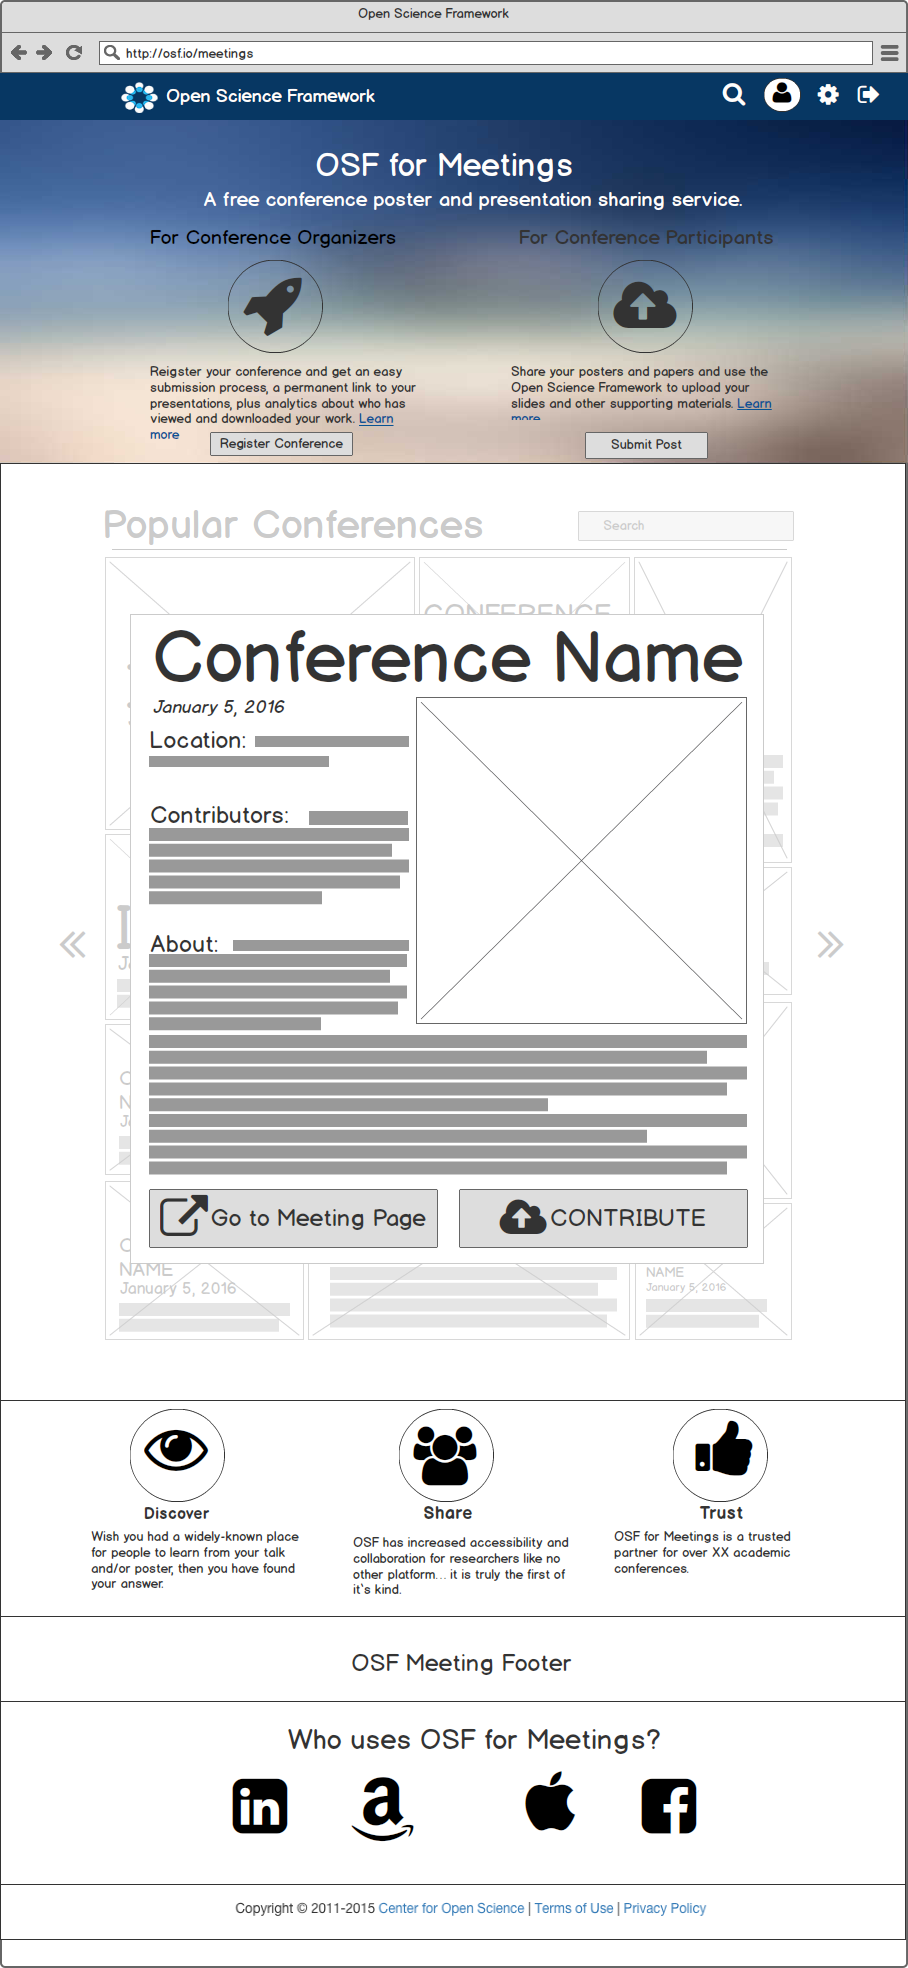 Open Science Framework
http://osf.io/meetings
Open Science Framework
OSF for Meetings
A free conference poster and presentation sharing service.
For Conference Organizers
Reigster your conference and get an easy
submission process, a permanent link to your
presentations, plus analytics about who has
viewed and downloaded your work. Learn
more
Register Conference
For Conference Participants
Share your posters and papers and use the
Open Science Framework to upload your
slides and other supporting materials. Learn
more
Submit Post
Popular Conferences
Search
CONFERENCE
Conference Name
January 5, 2016
Location:
Contributors:
About:
Go to Meeting Page
CONTRIBUTE
NAME
January 5, 2016
NAME
January 5, 2016
Discover
Wish you had a widely-known place
for people to learn from your talk
and/or poster, then you have found
your answer.
Share
OSF has increased accessibility and
collaboration for researchers like no
other platform... it is truly the first of
it`s kind.
Trust
OSF for Meetings is a trusted
partner for over XX academic
conferences.
OSF Meeting Footer
Who uses OSF for Meetings?
Copyright © 2011-2015 Center for Open Science | Terms of Use | Privacy Policy